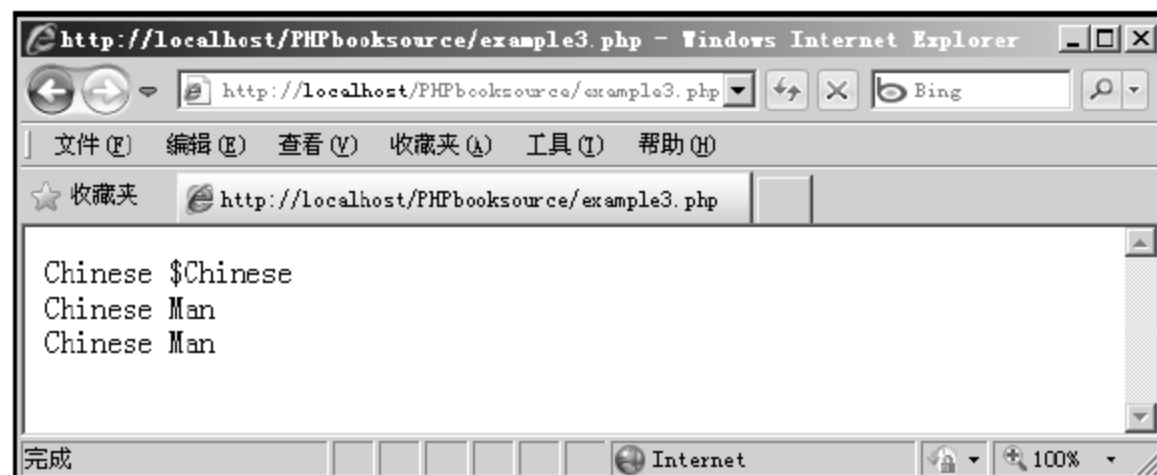 http://localhost/PHPbooksource/example3.php - Windows Internet Explorer
http://localhost/PHPbooksource/example3.php
Bing
文件(F) 编辑(E) 查看(V) 收藏夹(A) 工具(T) 帮助(H)
收藏夹 http://localhost/PHPbooksource/example3.php
Chinese $Chinese
Chinese Man
Chinese Man
完成 Internet 100%